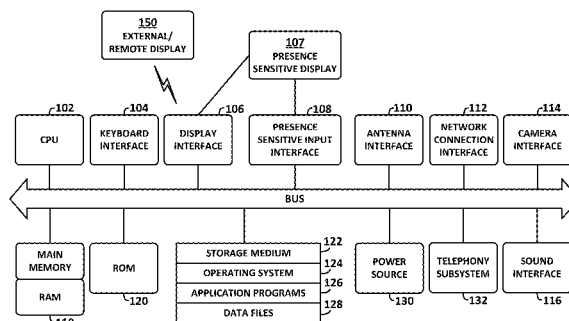 150
EXTERNAL/
REMOTE DISPLAY
107
PRESENCE
SENSITIVE DISPLAY
102
104
106
108
110
112
114
CPU
KEYBOARD
INTERFACE
DISPLAY
INTERFACE
PRESENCE
SENSITIVE INPUT
INTERFACE
ANTENNA
INTERFACE
NETWORK
CONNECTION
INTERFACE
CAMERA
INTERFACE
BUS
MAIN
MEMORY
RAM
ROM
120
STORAGE MEDIUM
122
OPERATING SYSTEM
124
APPLICATION PROGRAMS
126
DATA FILES
128
POWER
SOURCE
130
TELEPHONY
SUBSYSTEM
132
SOUND
INTERFACE
116